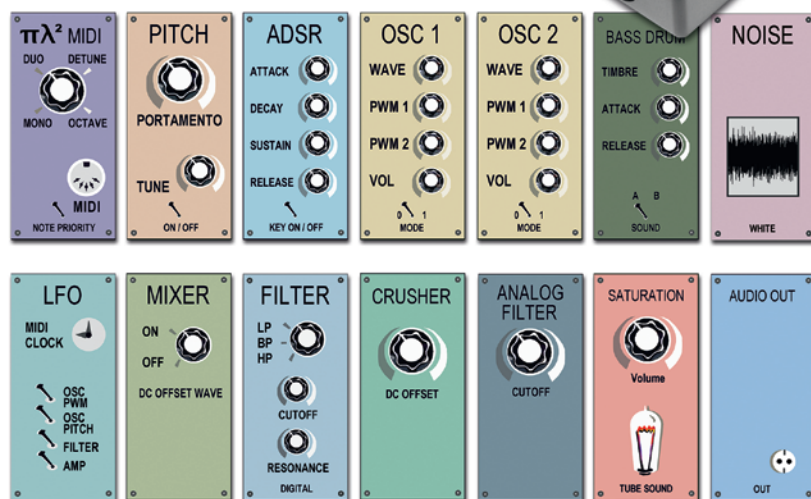 πλ² MIDI
DUO DETUNE
MONO OCTAVE
MIDI
NOTE PRIORITY
PITCH
PORTAMENTO
TUNE
ON / OFF
ADSR
ATTACK
DECAY
SUSTAIN
RELEASE
KEY ON / OFF
OSC 1
WAVE
PWM 1
PWM 2
VOL
0 1
MODE
OSC 2
WAVE
PWM 1
PWM 2
VOL
0 1
MODE
BASS DRUM
TIMBRE
ATTACK
RELEASE
A B
SOUND
NOISE
WHITE
LFO
MIDI
CLOCK
OSC
PWM
OSC
PITCH
FILTER
AMP
MIXER
ON
OFF
DC OFFSET WAVE
FILTER
LP
BP
HP
CUTOFF
RESONANCE
DIGITAL
CRUSHER
DC OFFSET
ANALOG
FILTER
CUTOFF
SATURATION
Volume
TUBE SOUND
AUDIO OUT
OUT